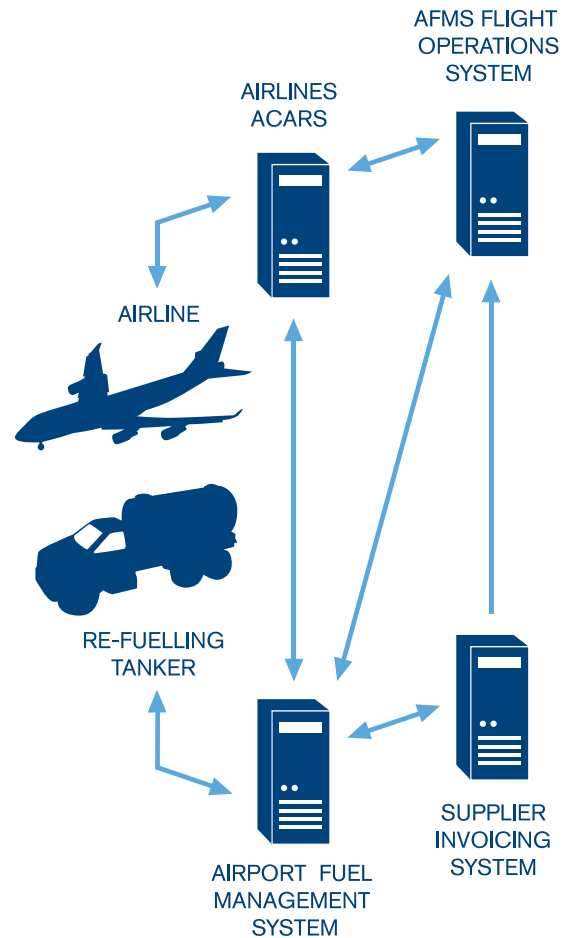 AFMS FLIGHT
OPERATIONS
SYSTEM
AIRLINES
ACARS
AIRLINE
RE-FUELLING
TANKER
SUPPLIER
INVOICING
SYSTEM
AIRPORT FUEL
MANAGEMENT
SYSTEM